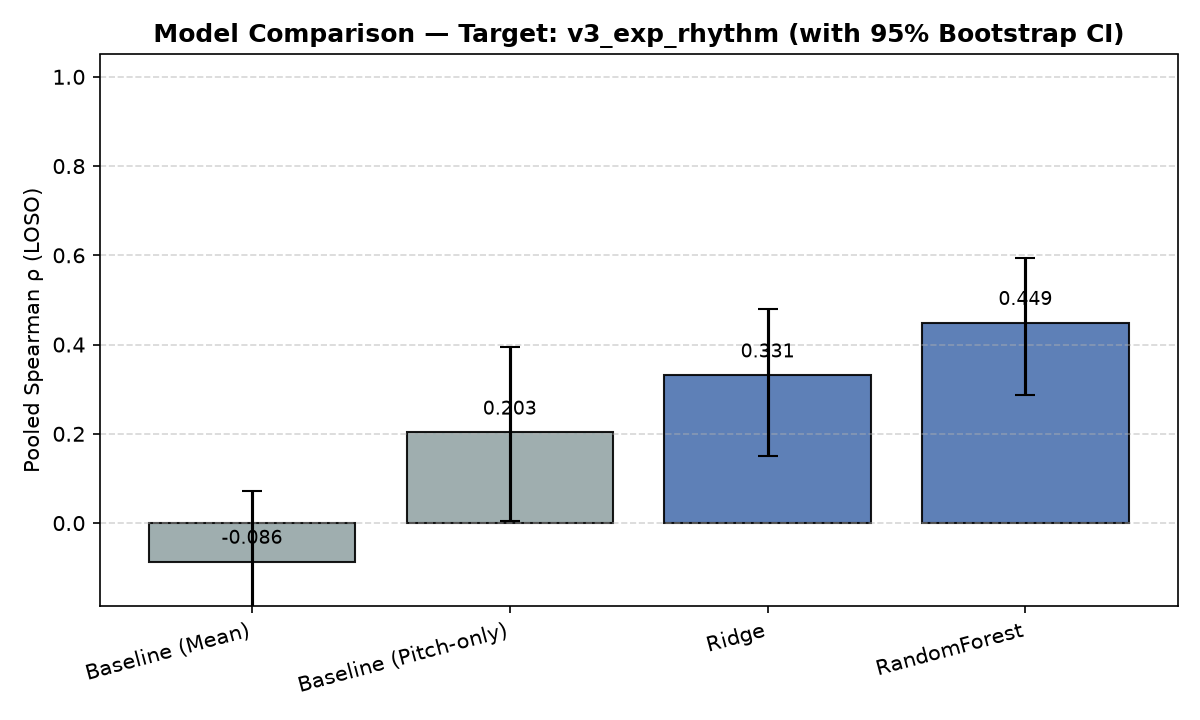 Model Comparison — Target: v3_exp_rhythm (with 95% Bootstrap CI)
Pooled Spearman ρ (LOSO)
1.0
0.8
0.6
0.4
0.2
0.0
-0.086
0.203
0.331
0.449
Baseline (Mean)
Baseline (Pitch-only)
Ridge
RandomForest